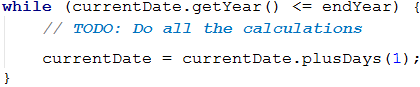 while (currentDate.getYear() <= endYear) {
    // TODO: Do all the calculations
    currentDate = currentDate.plusDays(1);
}